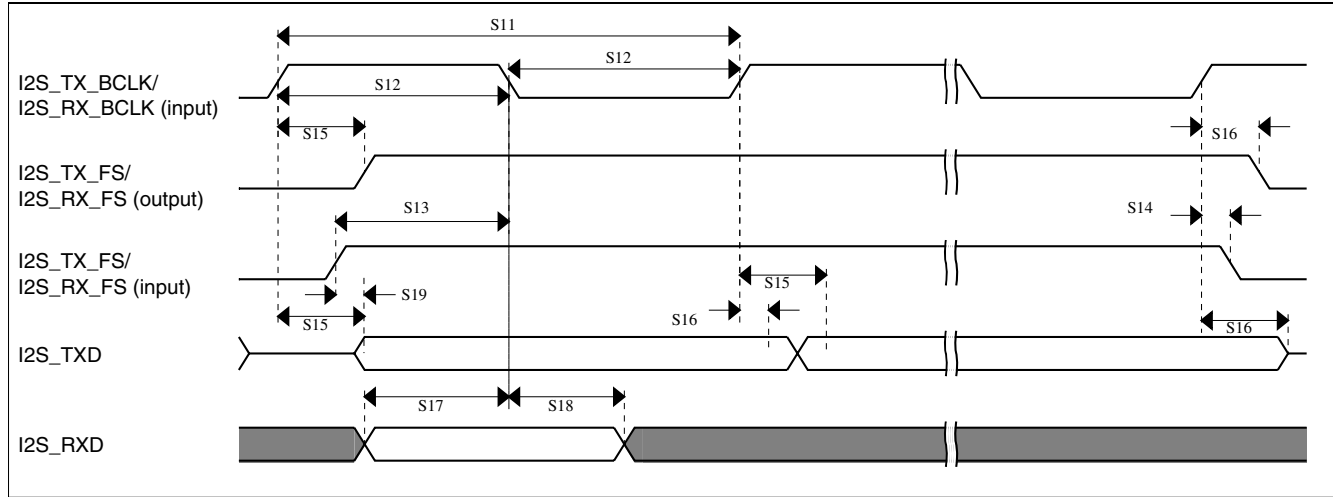 S11
S12
I2S_TX_BCLK/
I2S_RX_BCLK (input)
S12
S15
S16
I2S_TX_FS/
I2S_RX_FS (output)
S13
S14
I2S_TX_FS/
I2S_RX_FS (input)
S15
S19
S16
S15
S16
I2S_TXD
S17
S18
I2S_RXD